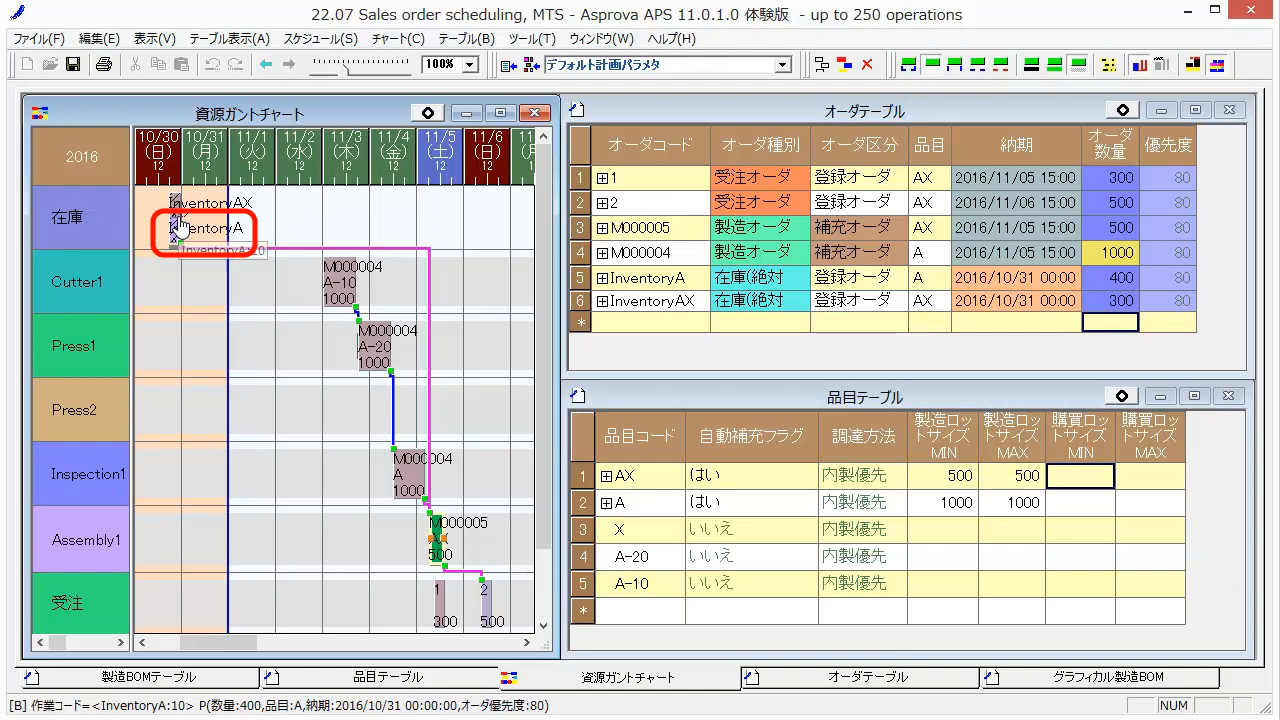 22.07 Sales order scheduling, MTS - Asprova APS 11.0.1.0 体験版 - up to 250 operations
ファイル(F) 編集(E) 表示(V) テーブル表示(A) スケジュール(S) チャート(C) テーブル(B) ツール(T) ウィンドウ(W) ヘルプ(H)
100% デフォルト計画パラメタ
資源ガントチャート
2016
10/30 10/31 11/1 11/2 11/3 11/4 11/5 11/6
(日) (月) (火) (水) (木) (金) (土) (日)
12 12 12 12 12 12 12 12
在庫
InventoryAX
InventoryA
InventoryA:10
Cutter1
M000004
A-10
1000
Press1
M000004
A-20
1000
Press2
Inspection1
M000004
A
1000
Assembly1
M000005
AX
500
受注
1 2
300 500
オーダテーブル
オーダコード オーダ種別 オーダ区分 品目 納期 オーダ数量 優先度
1 1 受注オーダ 登録オーダ AX 2016/11/05 15:00 300 80
2 2 受注オーダ 登録オーダ AX 2016/11/06 15:00 500 80
3 M000005 製造オーダ 補充オーダ AX 2016/11/05 15:00 500 80
4 M000004 製造オーダ 補充オーダ A 2016/11/05 15:00 1000 80
5 InventoryA 在庫(絶対 登録オーダ A 2016/10/31 00:00 400 80
6 InventoryAX 在庫(絶対 登録オーダ AX 2016/10/31 00:00 300 80
*
品目テーブル
品目コード 自動補充フラグ 調達方法 製造ロットサイズMIN 製造ロットサイズMAX 購買ロットサイズMIN 購買ロットサイズMAX
1 AX はい 内製優先 500 500
2 A はい 内製優先 1000 1000
3 X いいえ 内製優先
4 A-20 いいえ 内製優先
5 A-10 いいえ 内製優先
*
製造BOMテーブル 品目テーブル 資源ガントチャート オーダテーブル グラフィカル製造BOM
[B] 作業コード=<InventoryA:10> P(数量:400,品目:A,納期:2016/10/31 00:00:00,オーダ優先度:80)
NUM